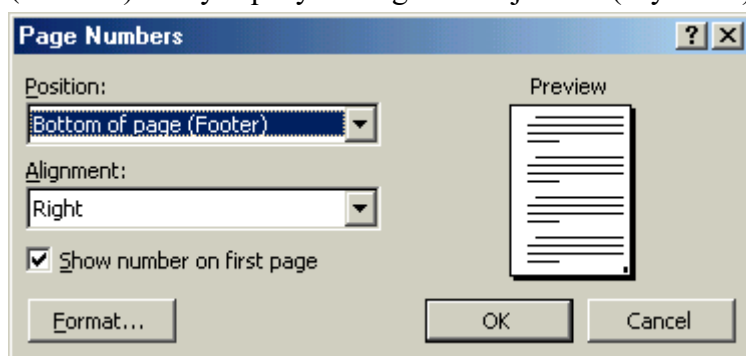 Page Numbers
Position:
Preview
Bottom of page (Footer)
Alignment:
Right
Show number on first page
Format...
OK
Cancel